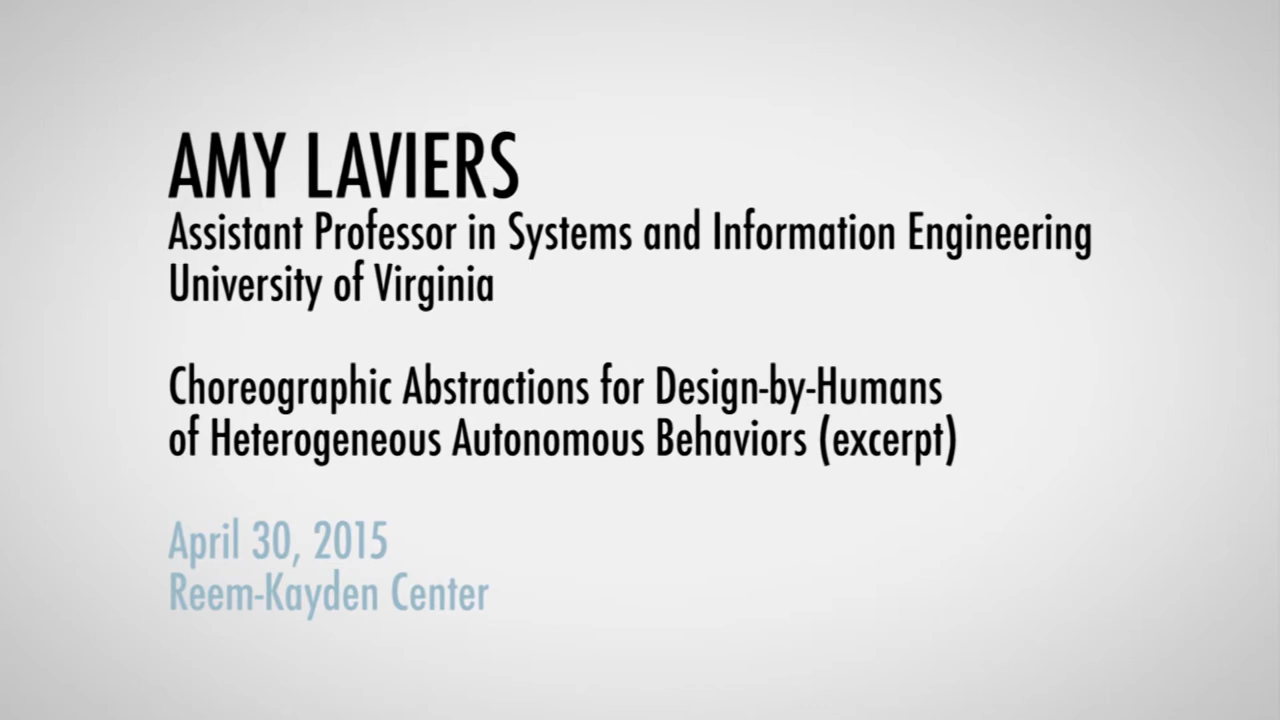 AMY LAVIERS
Assistant Professor in Systems and Information Engineering
University of Virginia
Choreographic Abstractions for Design-by-Humans
of Heterogeneous Autonomous Behaviors (excerpt)
April 30, 2015
Reem-Kayden Center